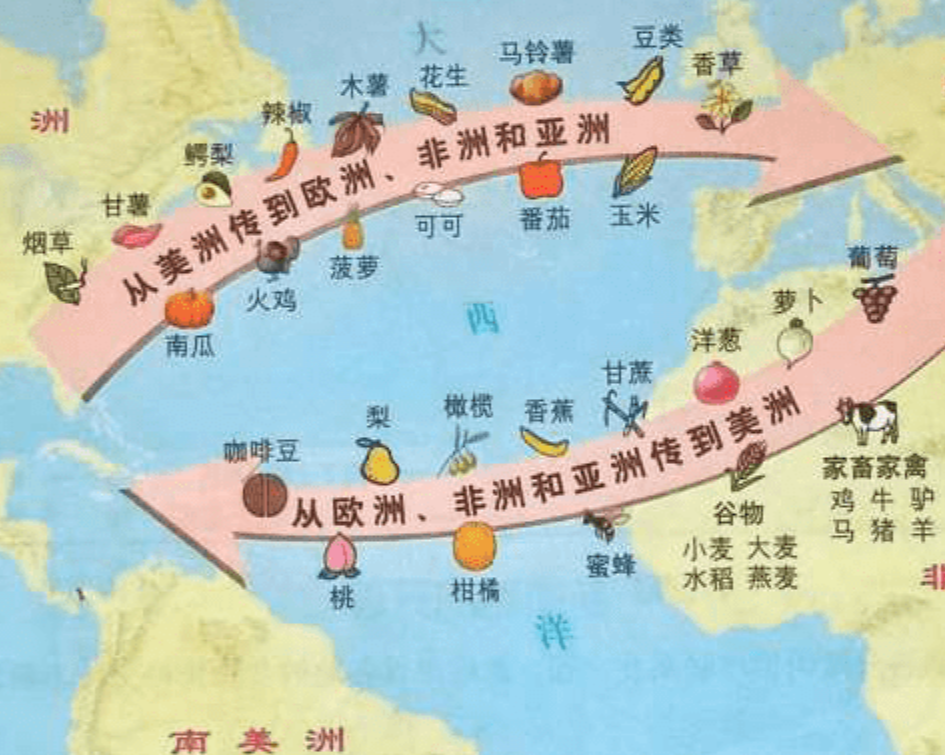 大
马铃薯
豆类
香草
花生
木薯
辣椒
洲
鳄梨
甘薯
烟草
从美洲传到欧洲、非洲和亚洲
可可
番茄
玉米
菠萝
火鸡
南瓜
西
葡萄
萝卜
洋葱
甘蔗
香蕉
橄榄
梨
咖啡豆
从欧洲、非洲和亚洲传到美洲
家畜家禽
鸡 牛 驴
马 猪 羊
谷物
小麦 大麦
水稻 燕麦
蜜蜂
柑橘
桃
非
洋
南美洲